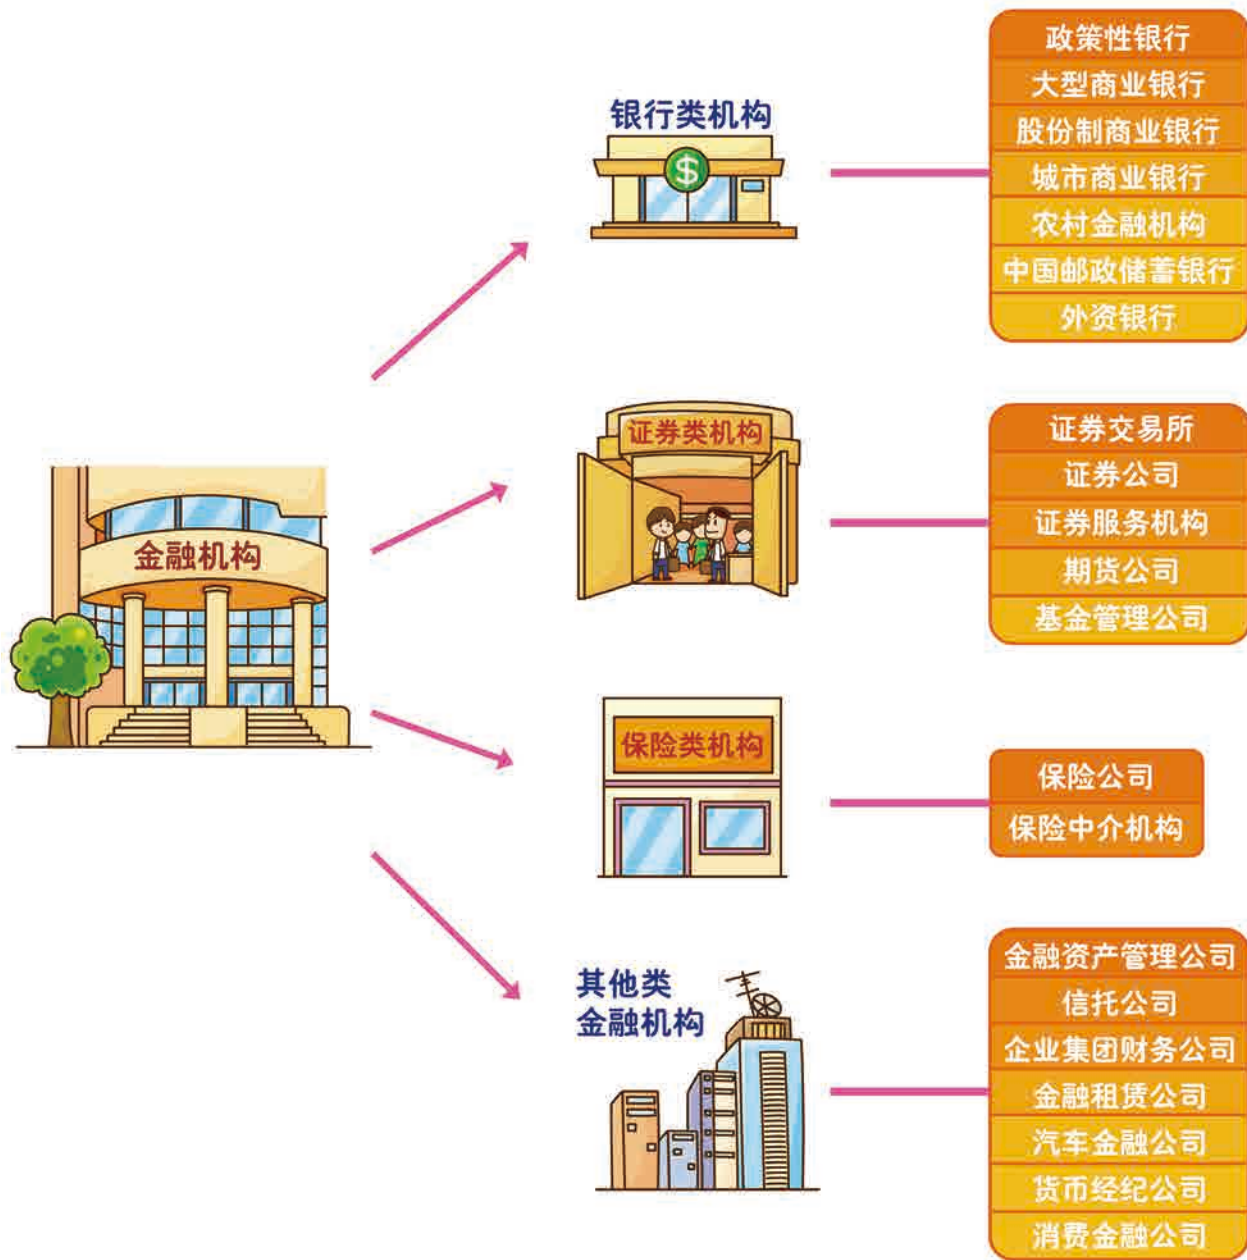 金融机构
银行类机构
$
政策性银行
大型商业银行
股份制商业银行
城市商业银行
农村金融机构
中国邮政储蓄银行
外资银行
证券类机构
证券交易所
证券公司
证券服务机构
期货公司
基金管理公司
保险类机构
保险公司
保险中介机构
其他类
金融机构
金融资产管理公司
信托公司
企业集团财务公司
金融租赁公司
汽车金融公司
货币经纪公司
消费金融公司